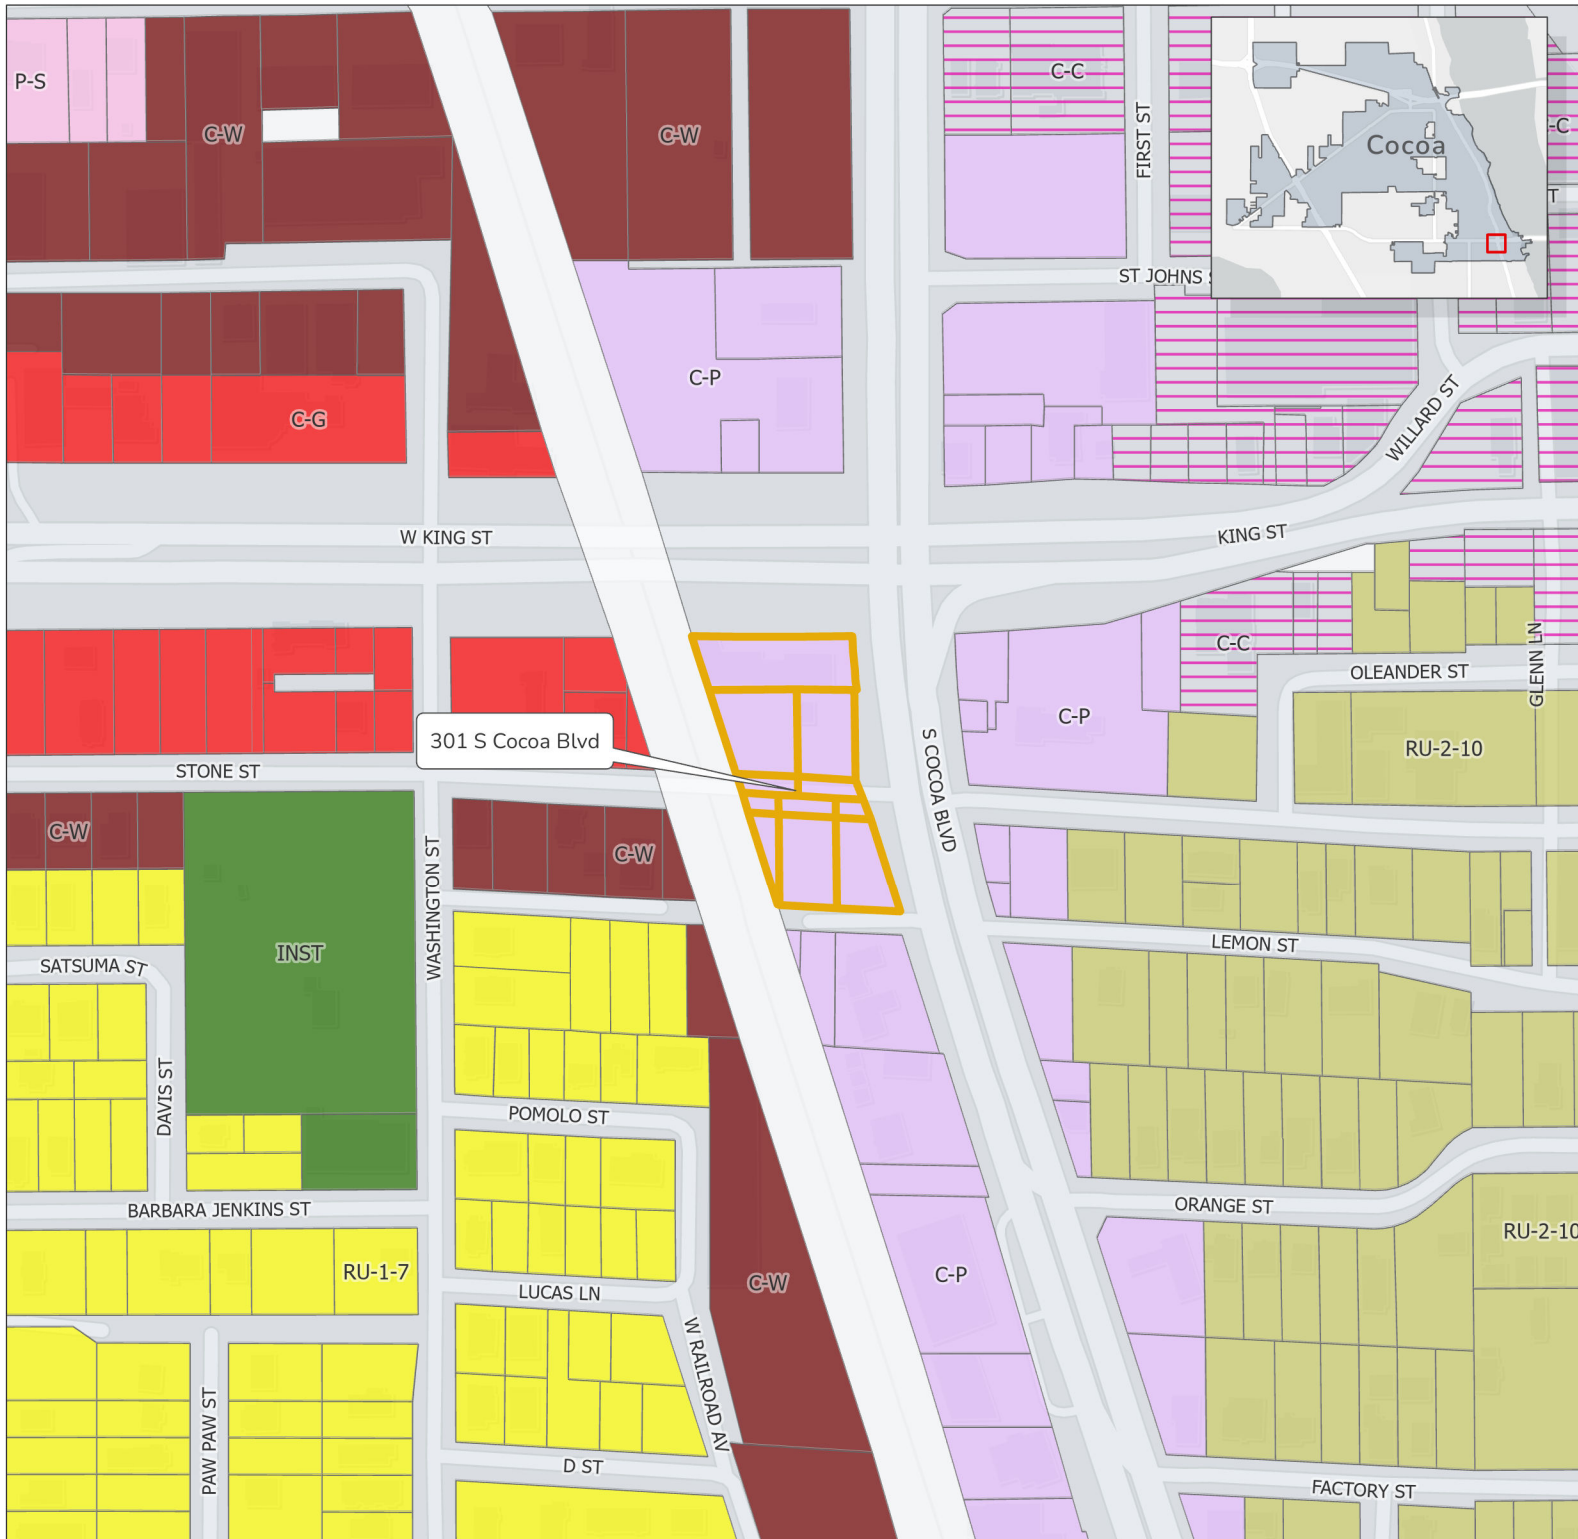 P-S
C-W
C-W
C-C
FIRST ST
Cocoa
-C
T
ST JOHNS
C-P
C-G
WILLARD ST
W KING ST
KING ST
C-C
OLEANDER ST
GLENN LN
C-P
RU-2-10
301 S Cocoa Blvd
STONE ST
S COCOA BLVD
C-W
C-W
WASHINGTON ST
INST
LEMON ST
SATSUMA ST
DAVIS ST
POMOLO ST
BARBARA JENKINS ST
ORANGE ST
RU-2-10
RU-1-7
C-W
C-P
LUCAS LN
W RAILROAD AV
PAW PAW ST
D ST
FACTORY ST